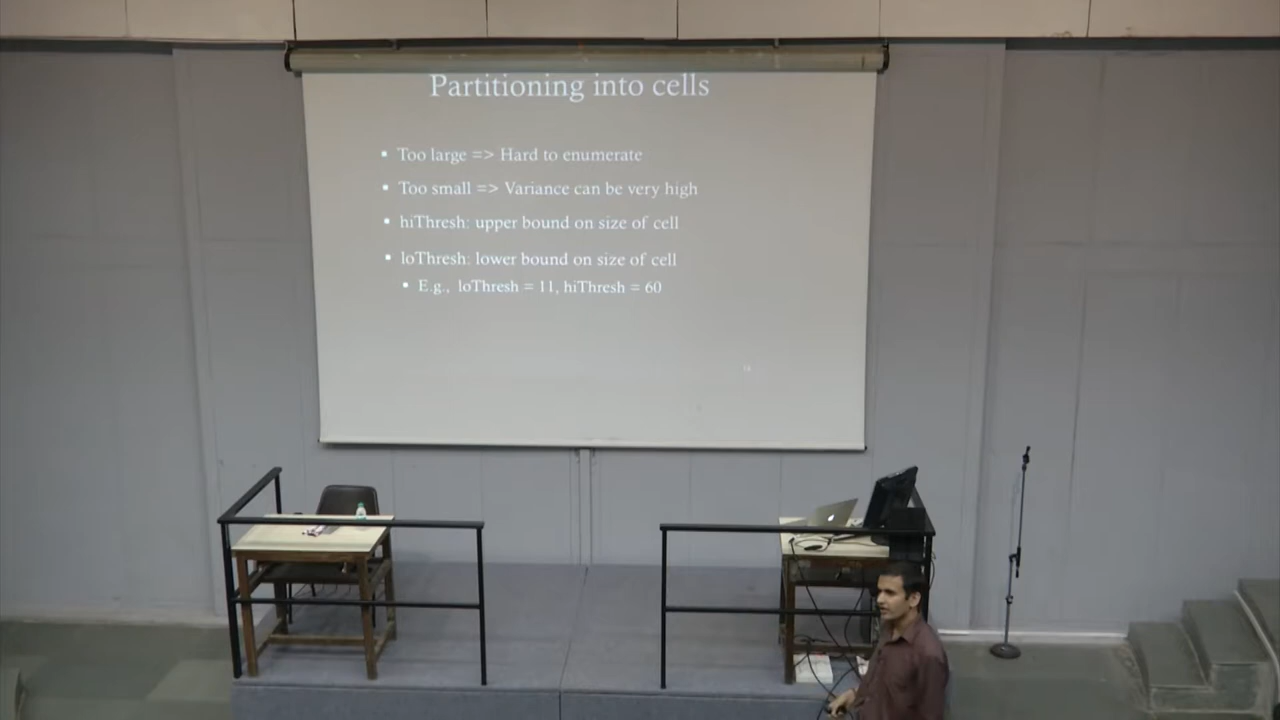 Partitioning into cells
▪ Too large => Hard to enumerate
▪ Too small => Variance can be very high
▪ hiThresh: upper bound on size of cell
▪ loThresh: lower bound on size of cell
▪ E.g., loThresh = 11, hiThresh = 60